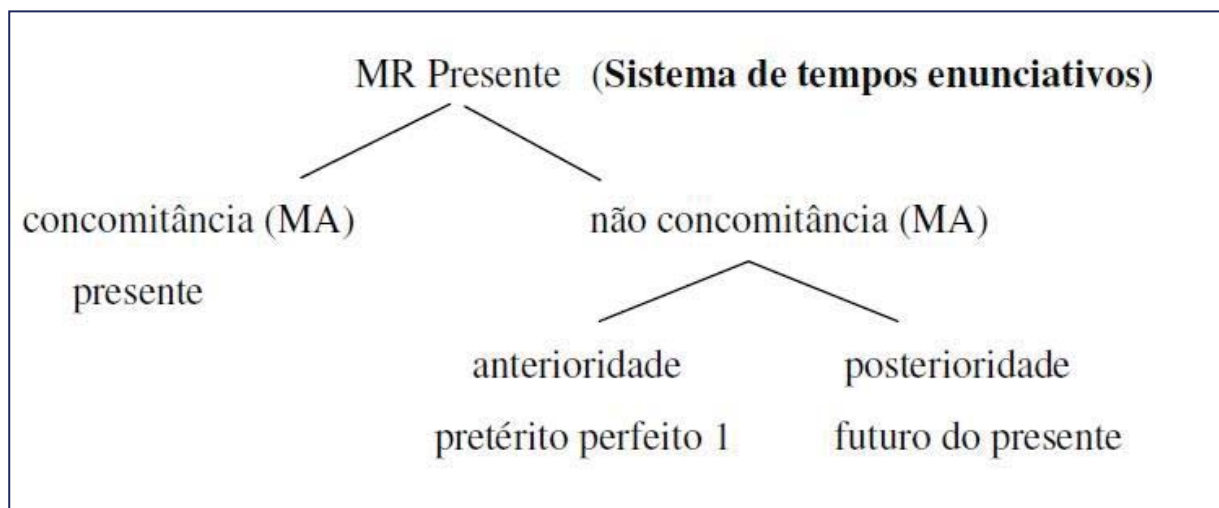 MR Presente (Sistema de tempos enunciativos)
concomitância (MA) não concomitância (MA)
presente
anterioridade posterioridade
pretérito perfeito 1 futuro do presente